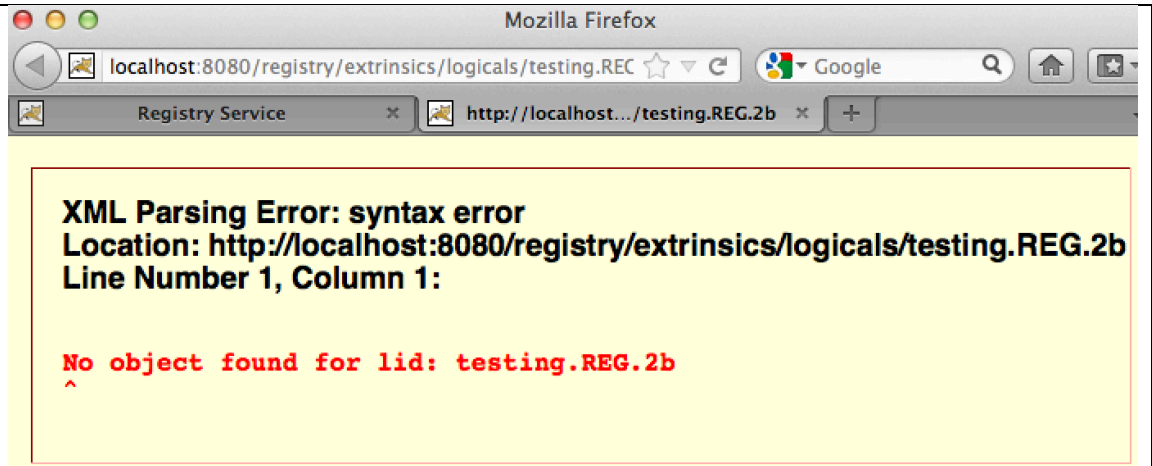 Mozilla Firefox
localhost:8080/registry/extrinsics/logicals/testing.REC
Google
Registry Service
http://localhost.../testing.REG.2b
XML Parsing Error: syntax error
Location: http://localhost:8080/registry/extrinsics/logicals/testing.REG.2b
Line Number 1, Column 1:
No object found for lid: testing.REG.2b
^